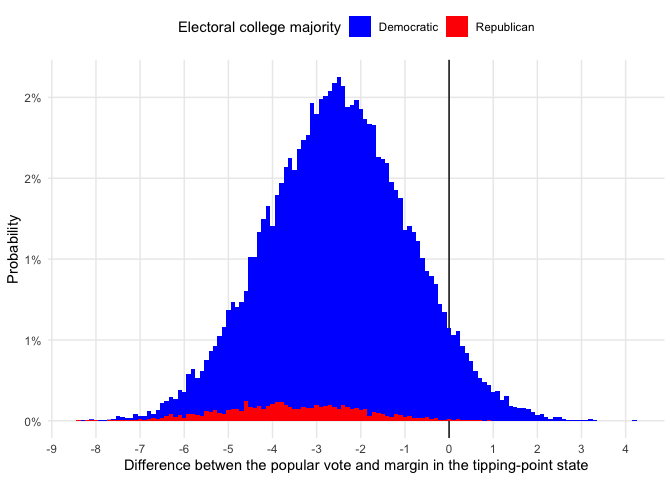 Electoral college majority Democratic Republican
2%
2%
1%
1%
0%
Probability
-9 -8 -7 -6 -5 -4 -3 -2 -1 0 1 2 3 4
Difference betwen the popular vote and margin in the tipping-point state